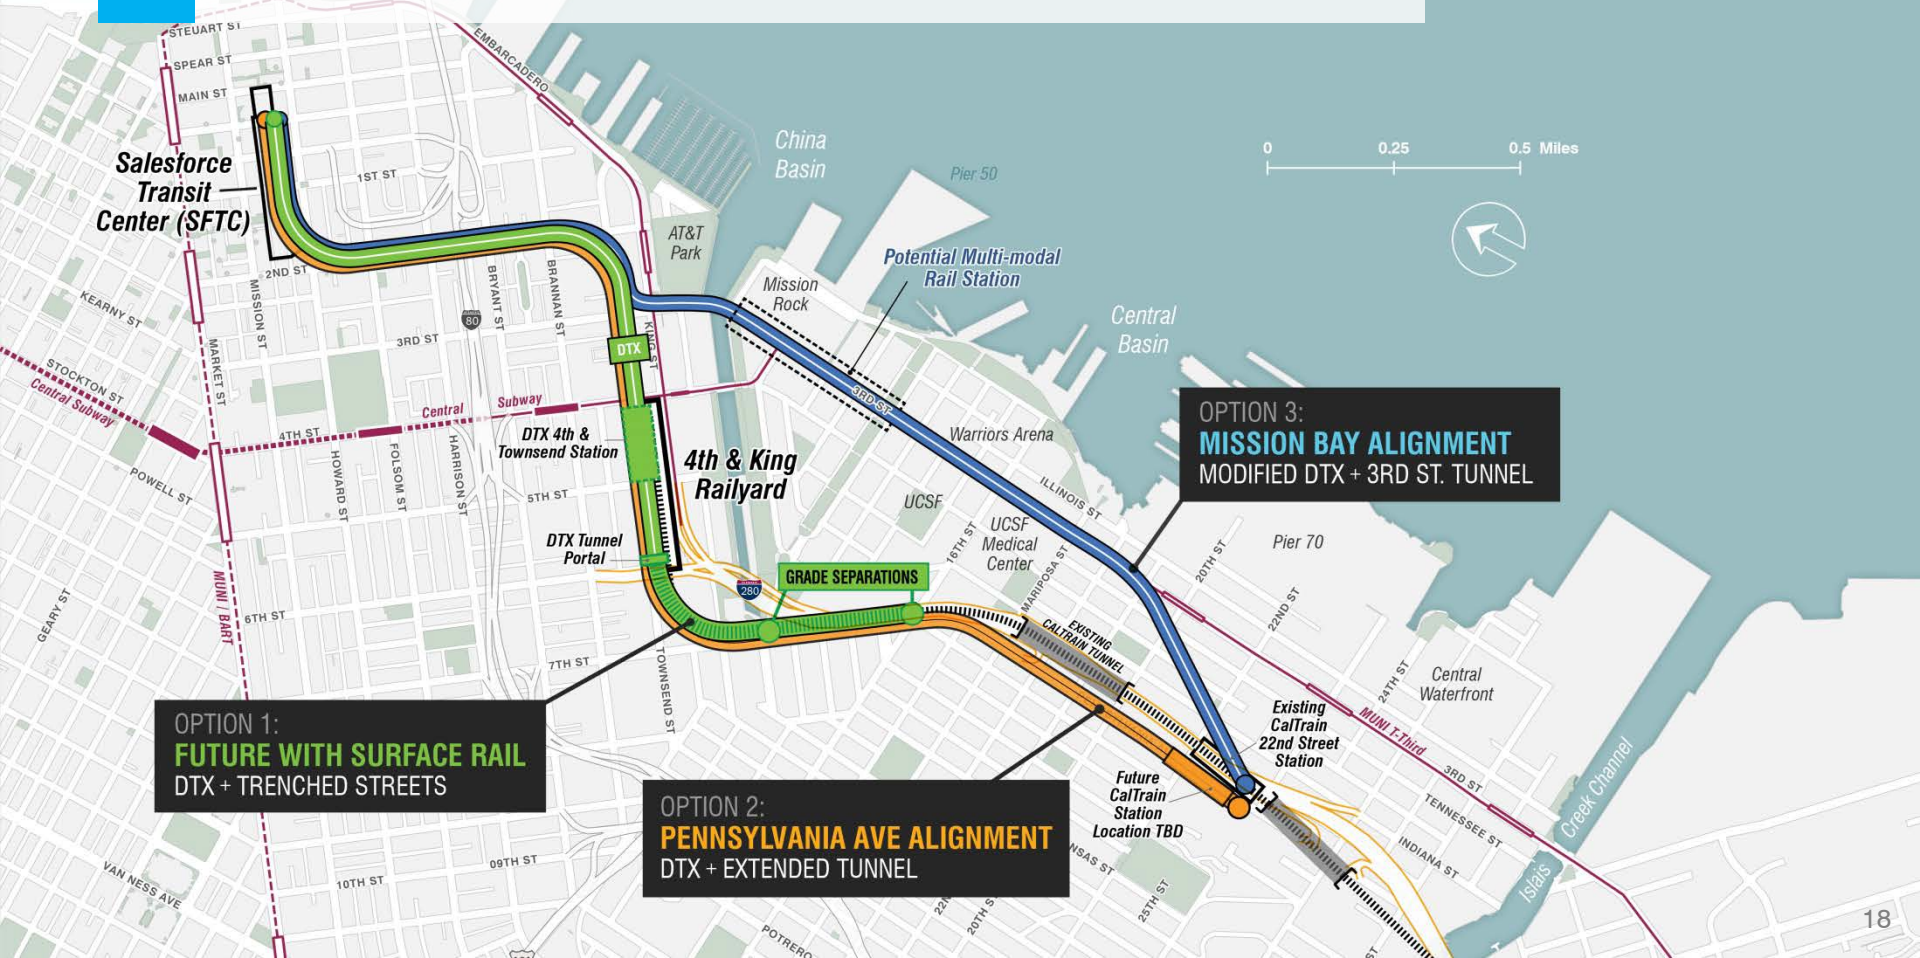 STEUART ST
SPEAR ST
MAIN ST
EMBARCADERO
Salesforce
Transit
Center (SFTC)
1ST ST
2ND ST
China
Basin
Pier 50
0 0.25 0.5 Miles
AT&T
Park
Mission
Rock
Potential Multi-modal
Rail Station
Central
Basin
KEARNY ST
STOCKTON ST
Central Subway
MARKET ST
MISSION ST
BRYANT ST
BRANNAN ST
80
3RD ST
DTX
KING ST
Central Subway
4TH ST
POWELL ST
HOWARD ST
FOLSOM ST
HARRISON ST
5TH ST
DTX 4th &
Townsend Station
4th & King
Railyard
DTX Tunnel
Portal
3RD ST
Warriors Arena
ILLINOIS ST
UCSF
16TH ST
UCSF
Medical
Center
MARIPOSA ST
OPTION 3:
MISSION BAY ALIGNMENT
MODIFIED DTX + 3RD ST. TUNNEL
Pier 70
20TH ST
22ND ST
24TH ST
280
GRADE SEPARATIONS
EXISTING
CALTRAIN TUNNEL
GEARY ST
MUNI / BART
6TH ST
7TH ST
TOWNSEND ST
Central
Waterfront
Existing
CalTrain
22nd Street
Station
MUNI T-Third
3RD ST
TENNESSEE ST
INDIANA ST
Islais
Creek Channel
OPTION 1:
FUTURE WITH SURFACE RAIL
DTX + TRENCHED STREETS
OPTION 2:
PENNSYLVANIA AVE ALIGNMENT
DTX + EXTENDED TUNNEL
Future
CalTrain
Station
Location TBD
NSAS ST
25TH ST
20TH S
22N
09TH ST
10TH ST
VAN NESS AVE
POTRERO
ST
18